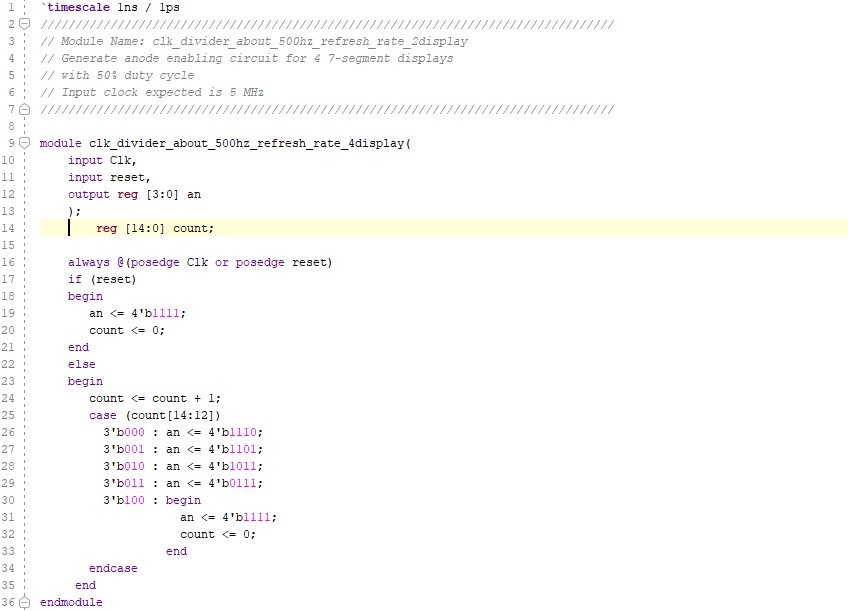 1 `timescale 1ns / 1ps
2 //////////////////////////////////////////////////////////////////////////////////
3 // Module Name: clk_divider_about_500hz_refresh_rate_2display
4 // Generate anode enabling circuit for 4 7-segment displays
5 // with 50% duty cycle
6 // Input clock expected is 5 MHz
7 //////////////////////////////////////////////////////////////////////////////////
8
9 module clk_divider_about_500hz_refresh_rate_4display(
10     input Clk,
11     input reset,
12     output reg [3:0] an
13     );
14         reg [14:0] count;
15
16     always @(posedge Clk or posedge reset)
17     if (reset)
18     begin
19        an <= 4'b1111;
20        count <= 0;
21     end
22     else
23     begin
24        count <= count + 1;
25        case (count[14:12])
26          3'b000 : an <= 4'b1110;
27          3'b001 : an <= 4'b1101;
28          3'b010 : an <= 4'b1011;
29          3'b011 : an <= 4'b0111;
30          3'b100 : begin
31                     an <= 4'b1111;
32                     count <= 0;
33                   end
34        endcase
35      end
36 endmodule